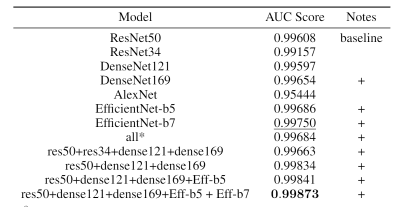 Model AUC Score Notes
ResNet50 0.99608 baseline
ResNet34 0.99157
DenseNet121 0.99597
DenseNet169 0.99654 +
AlexNet 0.95444
EfficientNet-b5 0.99686 +
EfficientNet-b7 0.99750 +
all* 0.99684 +
res50+res34+dense121+dense169 0.99663 +
res50+dense121+dense169 0.99834 +
res50+dense121+dense169+Eff-b5 0.99841 +
res50+dense121+dense169+Eff-b5 + Eff-b7 0.99873 +